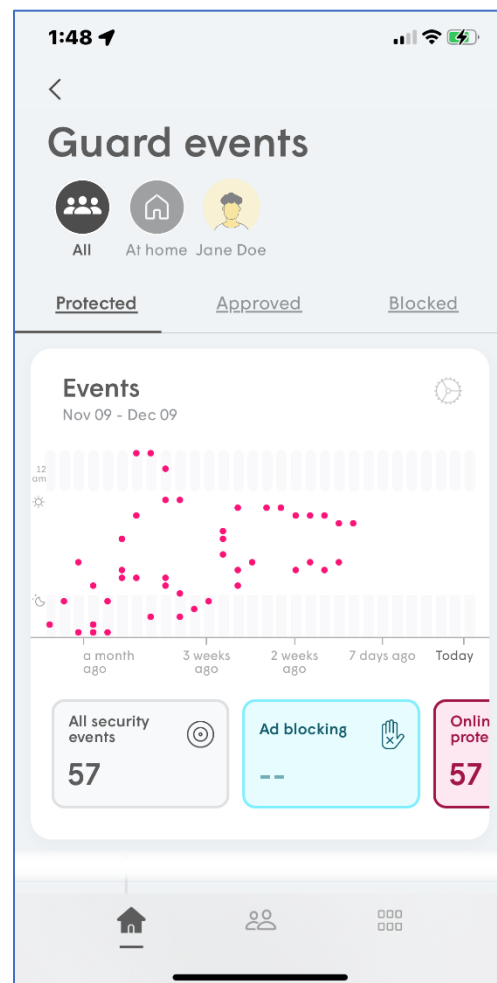 1:48
Guard events
All At home Jane Doe
Protected Approved Blocked
Events
Nov 09 - Dec 09
12
am
a month
ago
3 weeks
ago
2 weeks
ago
7 days ago
Today
All security
events
57
Ad blocking
--
Onlin
prote
57